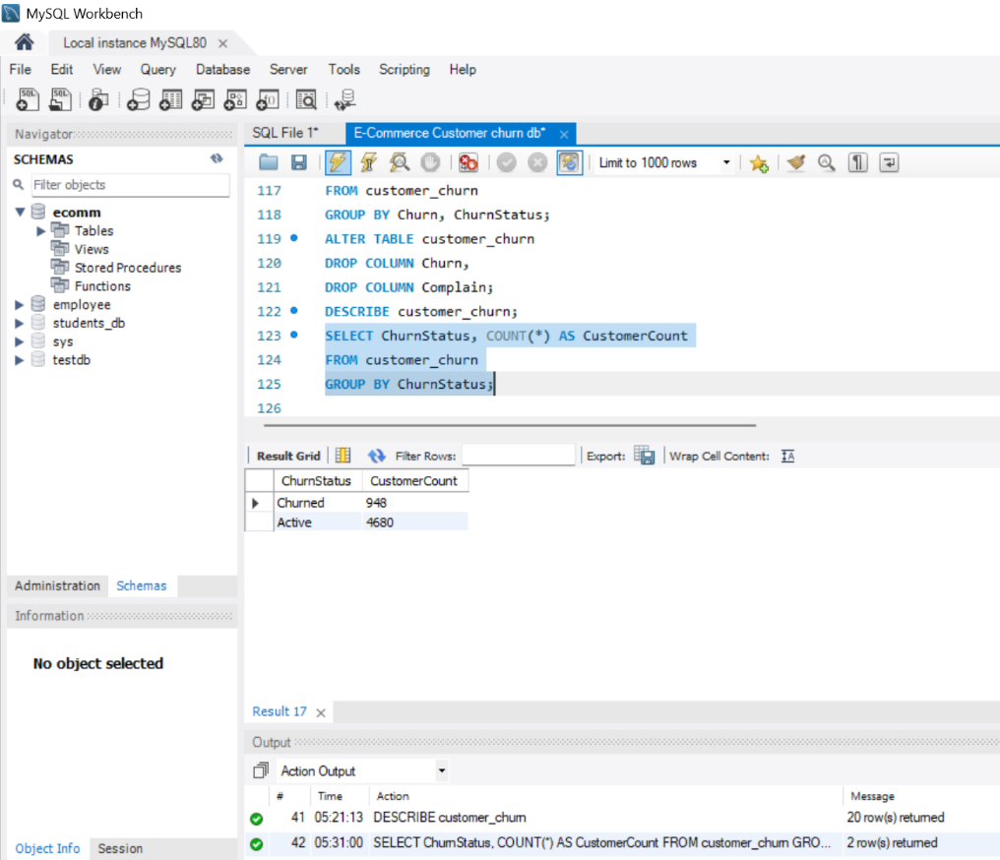 MySQL Workbench
Local instance MySQL80
File Edit View Query Database Server Tools Scripting Help
Navigator
SCHEMAS
Filter objects
ecomm
Tables
Views
Stored Procedures
Functions
employee
students_db
sys
testdb
Administration Schemas
Information
No object selected
Object Info Session
SQL File 1* E-Commerce Customer churn db*
Limit to 1000 rows
117 FROM customer_churn
118 GROUP BY Churn, ChurnStatus;
119 ALTER TABLE customer_churn
120 DROP COLUMN Churn,
121 DROP COLUMN Complain;
122 DESCRIBE customer_churn;
123 SELECT ChurnStatus, COUNT(*) AS CustomerCount
124 FROM customer_churn
125 GROUP BY ChurnStatus;
126
Result Grid Filter Rows: Export: Wrap Cell Content:
ChurnStatus CustomerCount
Churned 948
Active 4680
Result 17
Output
Action Output
# Time Action Message
41 05:21:13 DESCRIBE customer_churn 20 row(s) returned
42 05:31:00 SELECT ChurnStatus, COUNT(*) AS CustomerCount FROM customer_churn GRO... 2 row(s) returned